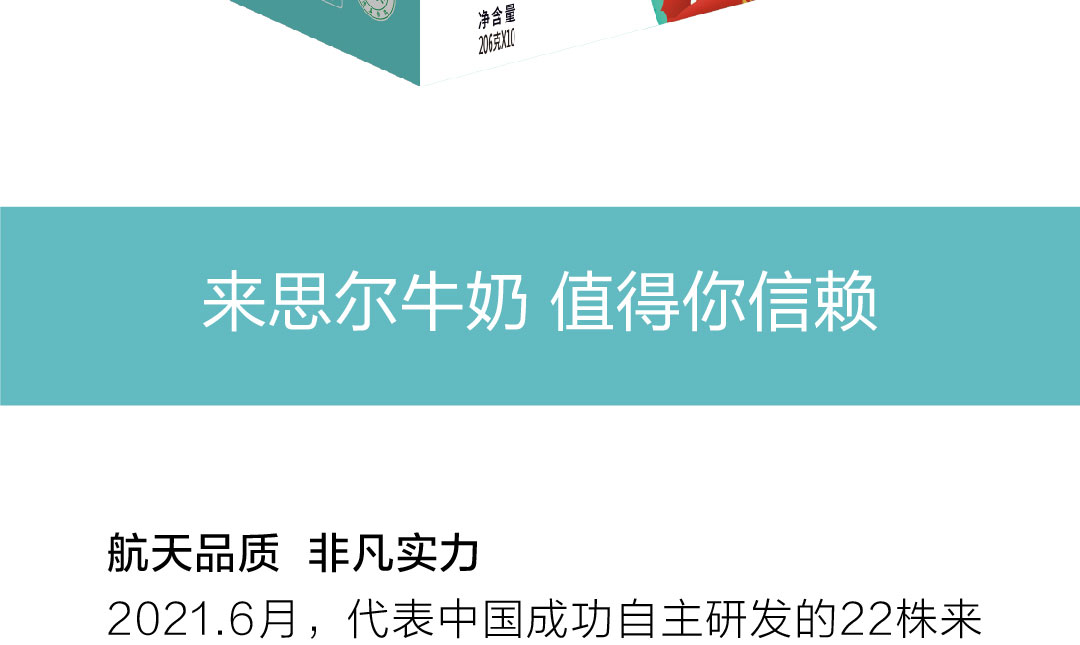 净含量
206克X10
来思尔牛奶 值得你信赖
航天品质 非凡实力
2021.6月，代表中国成功自主研发的22株来